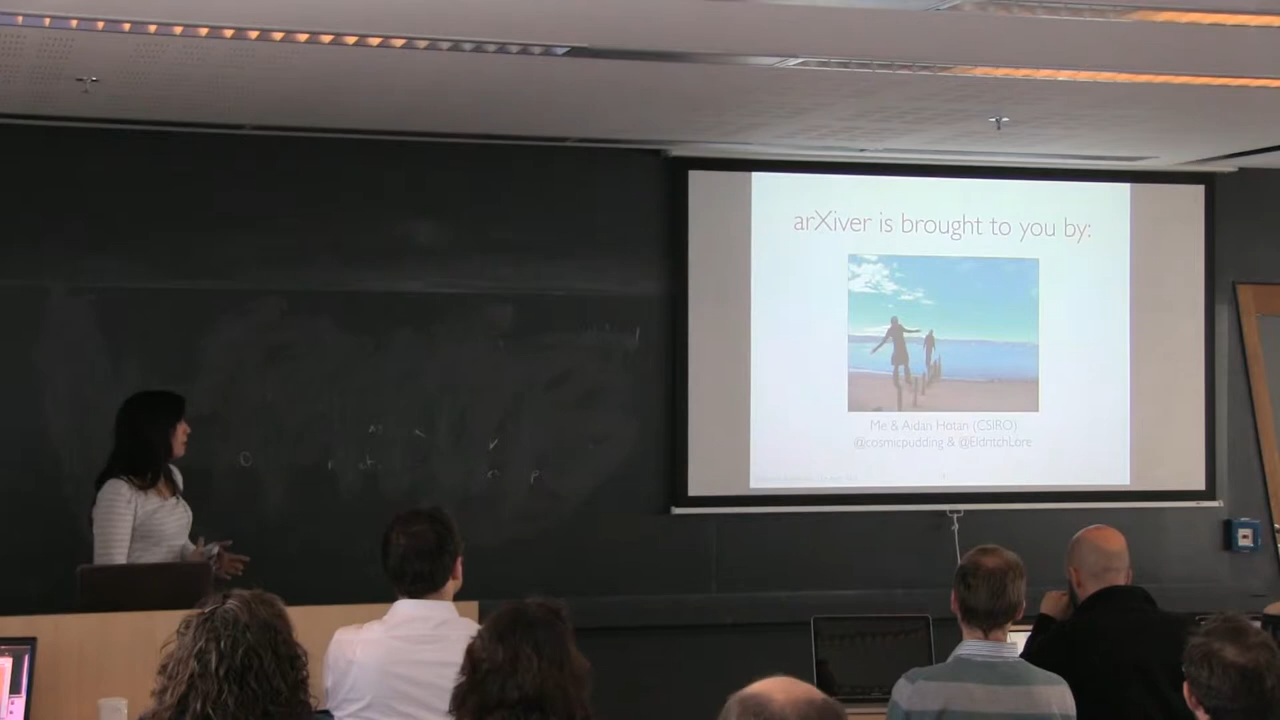 arXiver is brought to you by:
Me & Aidan Hotan (CSIRO)
@cosmicpudding & @EldritchLore